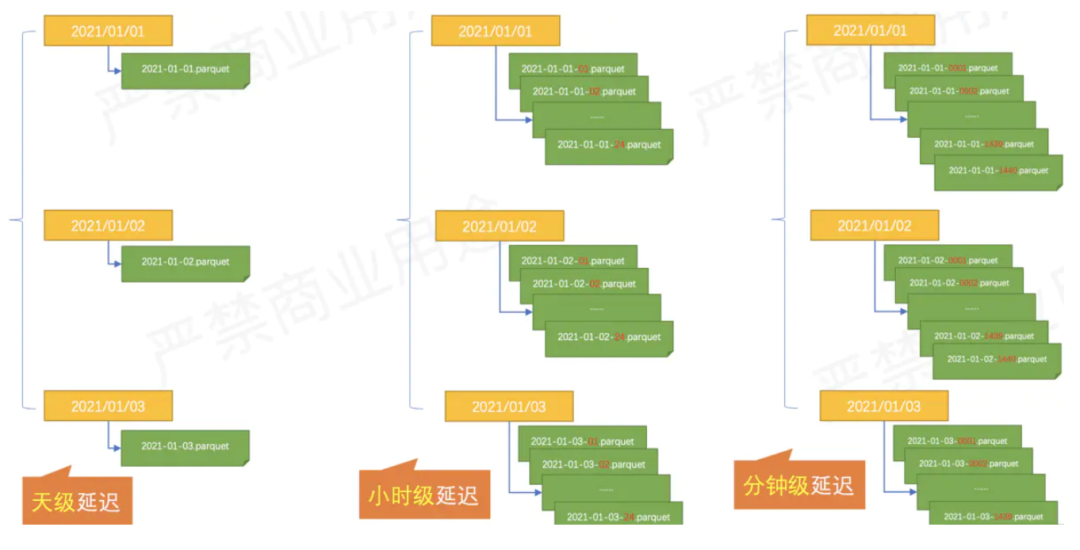 2021/01/01
2021-01-01.parquet
2021/01/02
2021-01-02.parquet
2021/01/03
2021-01-03.parquet
天级延迟
2021/01/01
2021-01-01-01.parquet
2021-01-01-02.parquet
......
2021-01-01-24.parquet
2021/01/02
2021-01-02-01.parquet
2021-01-02-02.parquet
......
2021-01-02-24.parquet
2021/01/03
2021-01-03-01.parquet
2021-01-03-02.parquet
......
2021-01-03-24.parquet
小时级延迟
2021/01/01
2021-01-01-0001.parquet
2021-01-01-0002.parquet
......
2021-01-01-1439.parquet
2021-01-01-1440.parquet
2021/01/02
2021-01-02-0001.parquet
2021-01-02-0002.parquet
......
2021-01-02-1439.parquet
2021-01-02-1440.parquet
2021/01/03
2021-01-03-0001.parquet
2021-01-03-0002.parquet
......
2021-01-03-1439.parquet
分钟级延迟
严禁商业用途